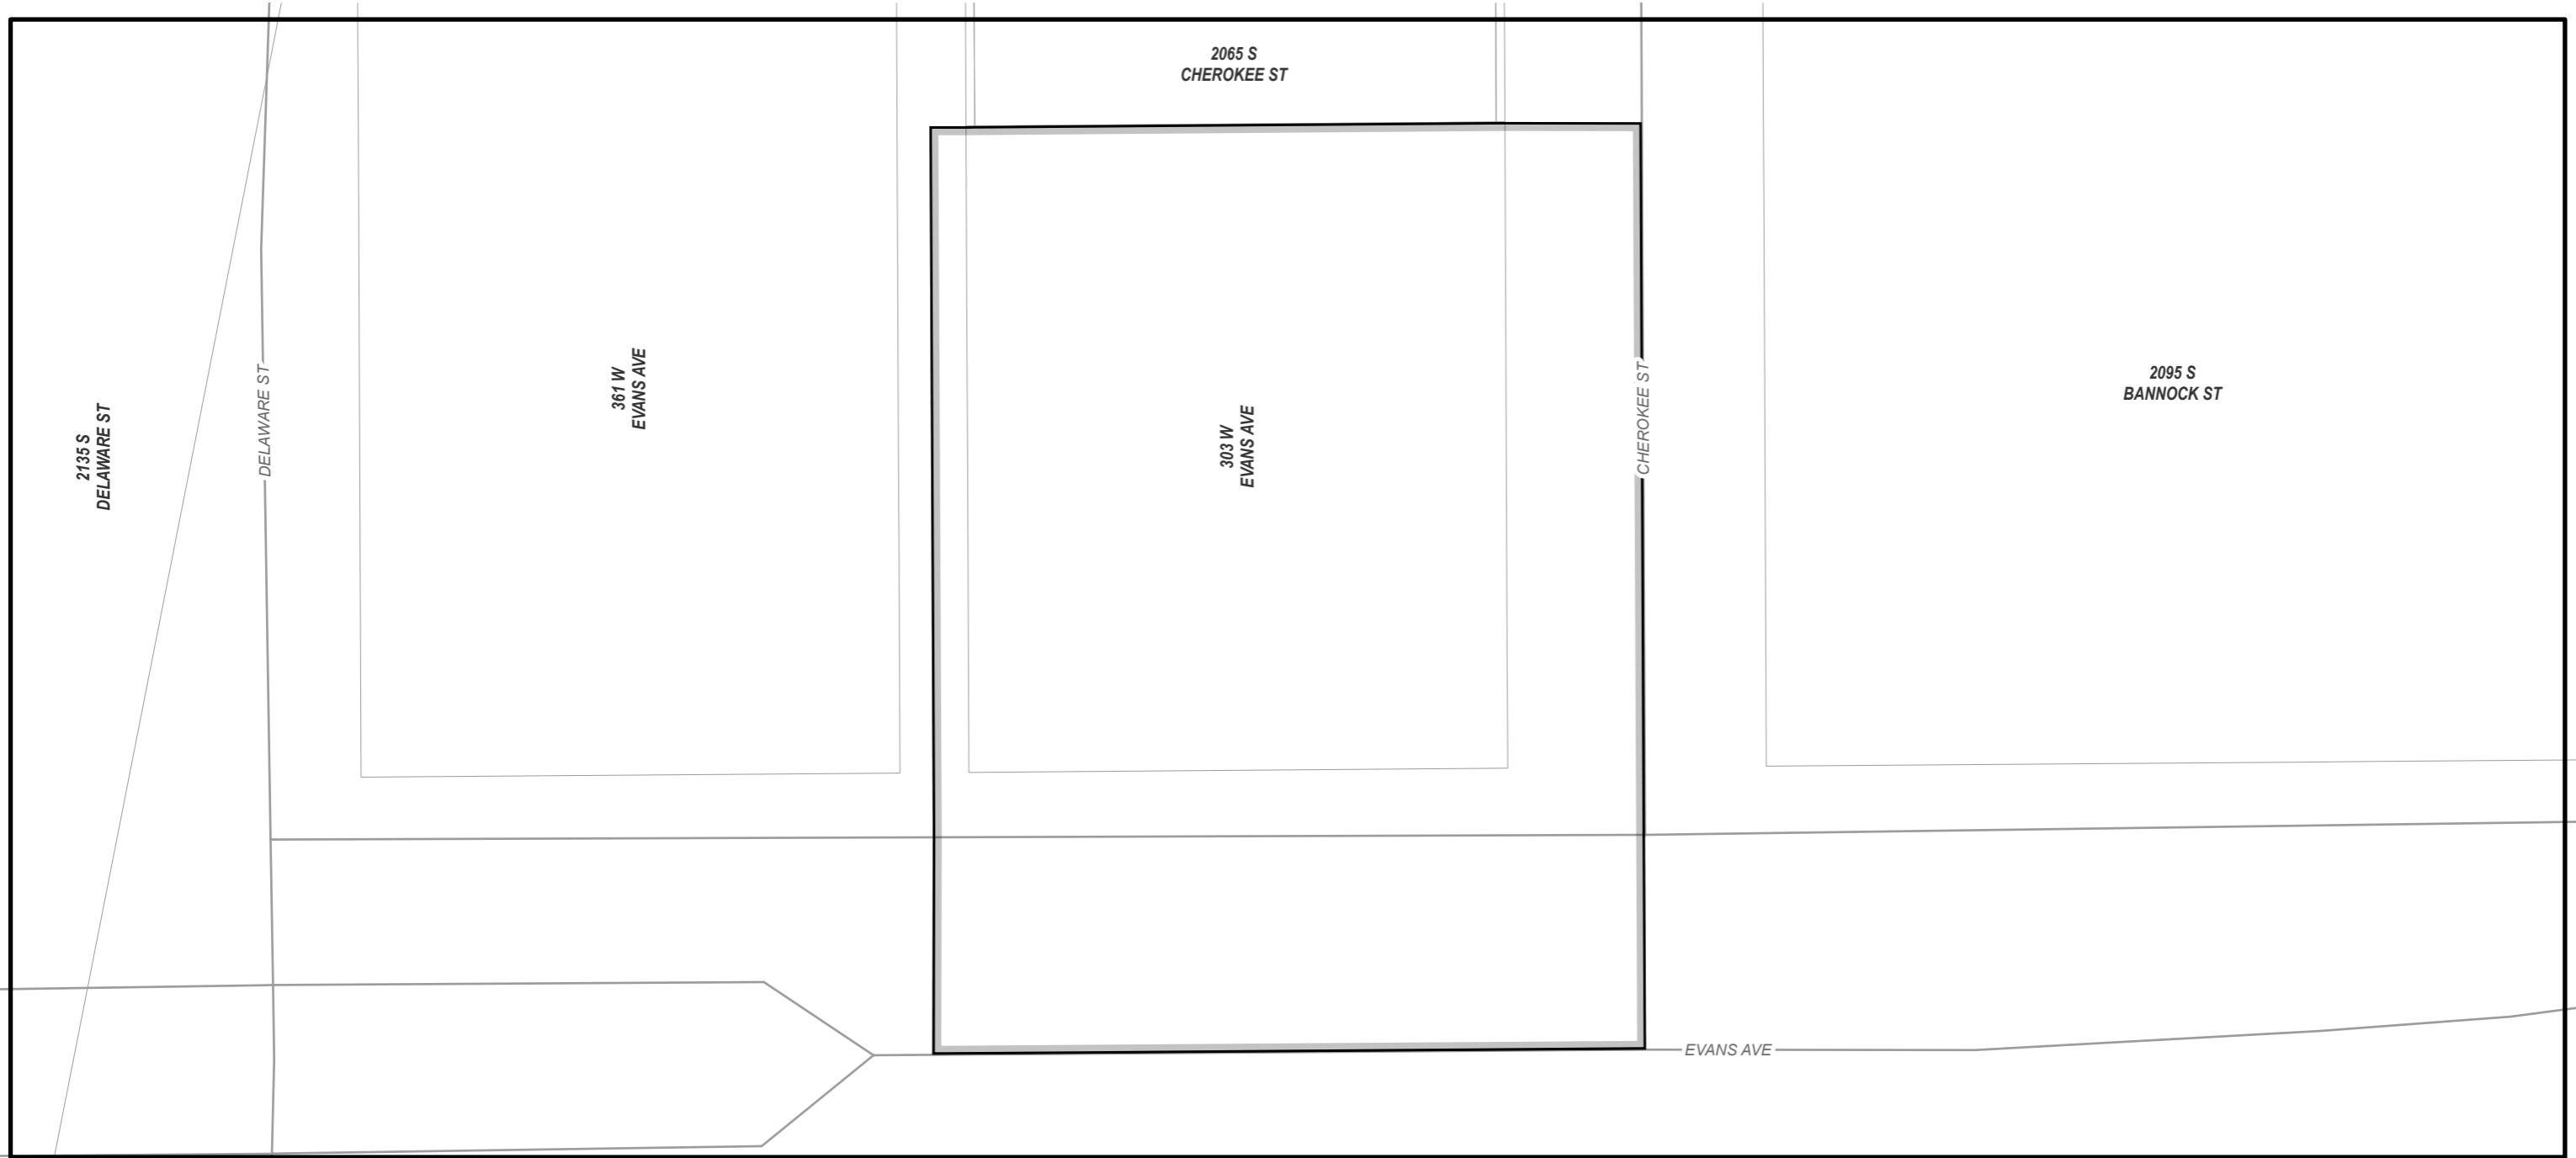 2065 S
CHEROKEE ST
2135 S
DELAWARE ST
DELAWARE ST
361 W
EVANS AVE
303 W
EVANS AVE
CHEROKEE ST
2095 S
BANNOCK ST
EVANS AVE